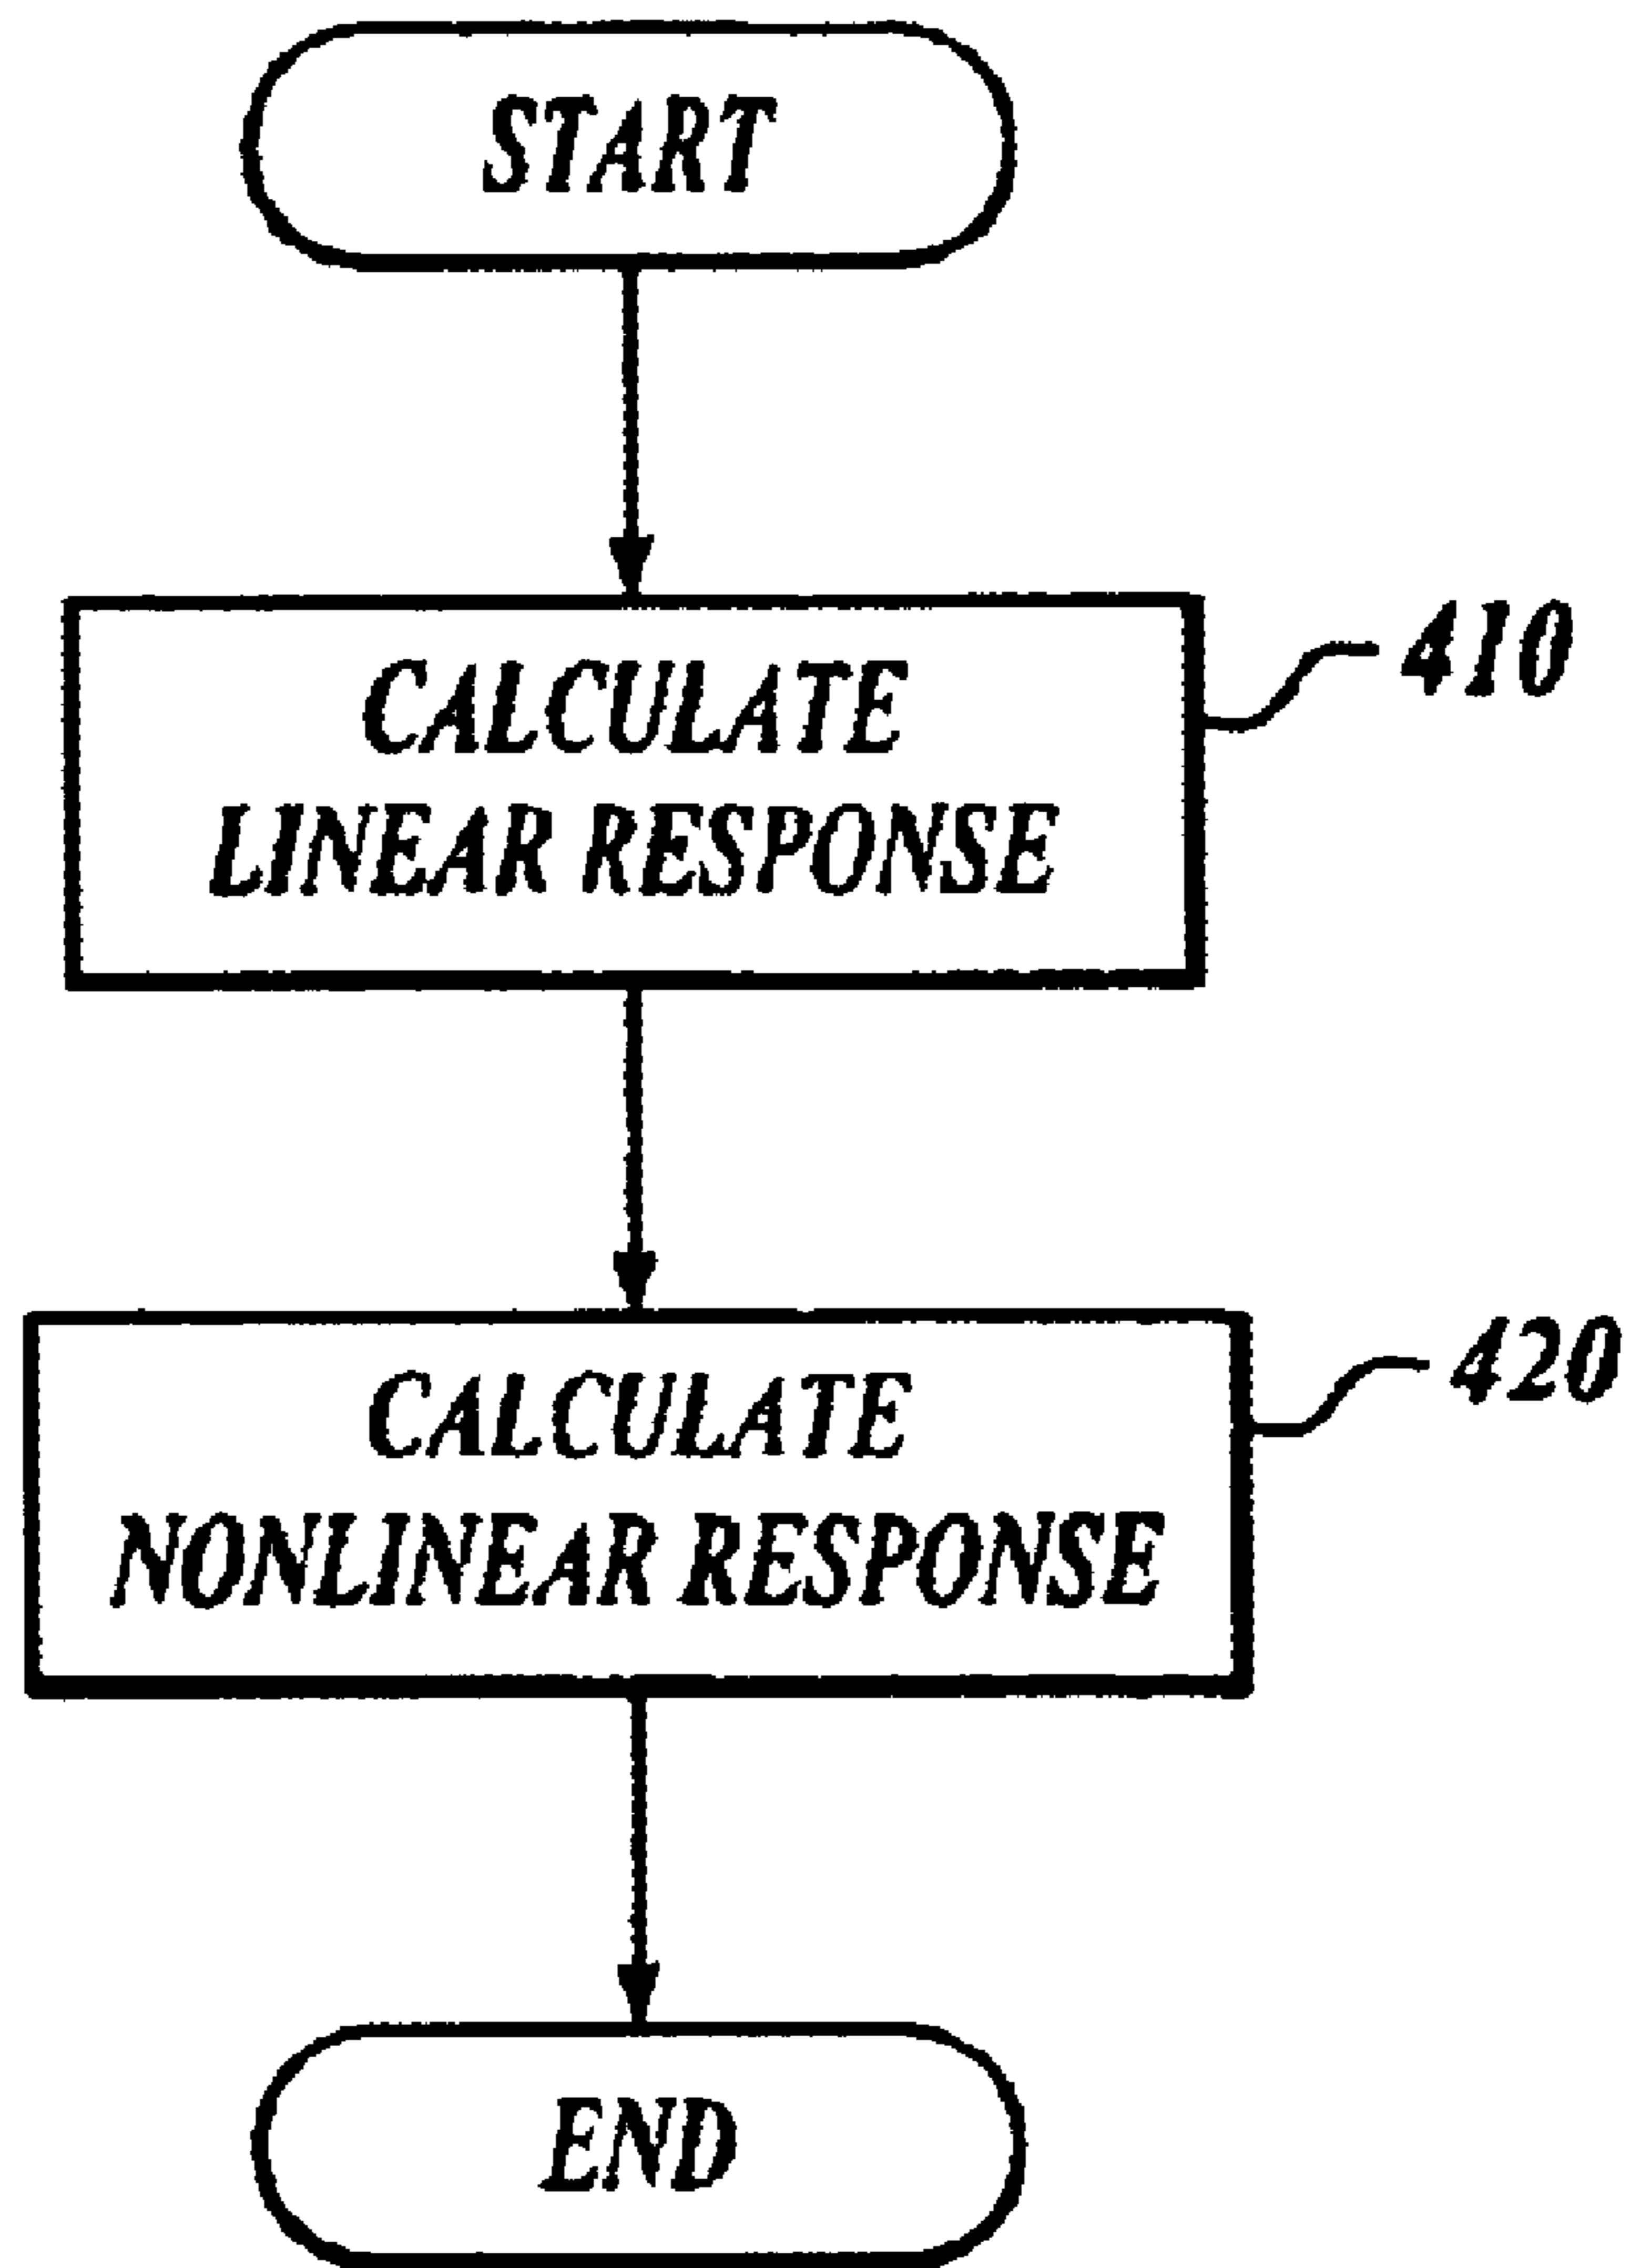 START
CALCULATE
LINEAR RESPONSE
410
CALCULATE
NONLINEAR RESPONSE
420
END